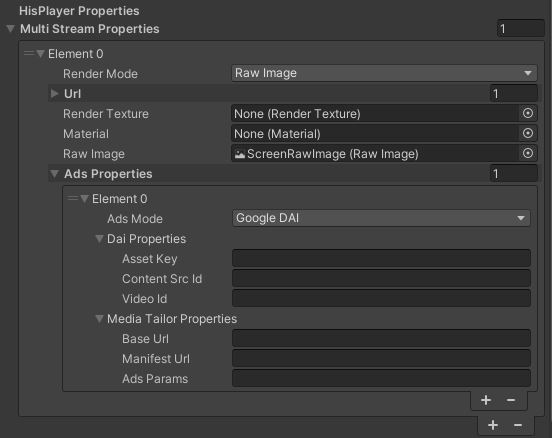 HisPlayer Properties
Multi Stream Properties 1
Element 0
Render Mode Raw Image
Url 1
Render Texture None (Render Texture)
Material None (Material)
Raw Image ScreenRawImage (Raw Image)
Ads Properties 1
Element 0
Ads Mode Google DAI
Dai Properties
Asset Key
Content Src Id
Video Id
Media Tailor Properties
Base Url
Manifest Url
Ads Params
+ −
+ −